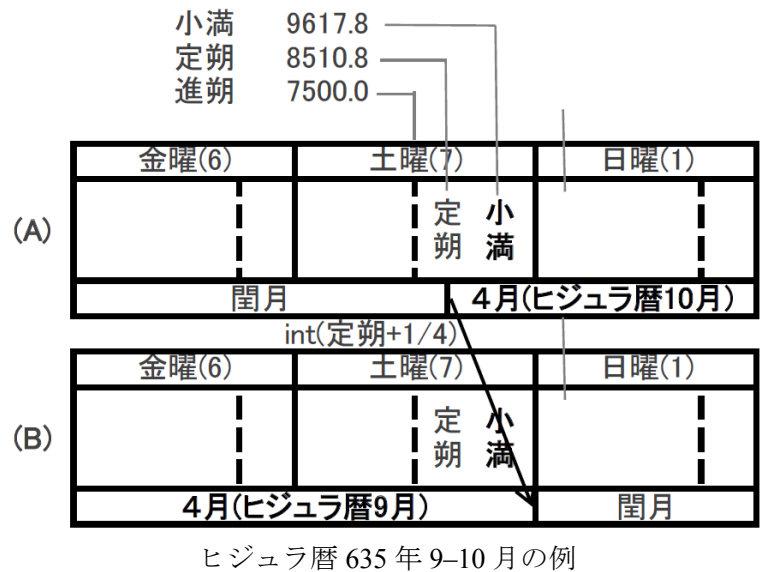 小満 9617.8
定朔 8510.8
進朔 7500.0
金曜(6) 土曜(7) 日曜(1)
(A)
定朔 小満
閏月 4月(ヒジュラ暦10月)
int(定朔+1/4)
金曜(6) 土曜(7) 日曜(1)
(B)
定朔 小満
4月(ヒジュラ暦9月) 閏月
ヒジュラ暦 635 年 9–10 月の例